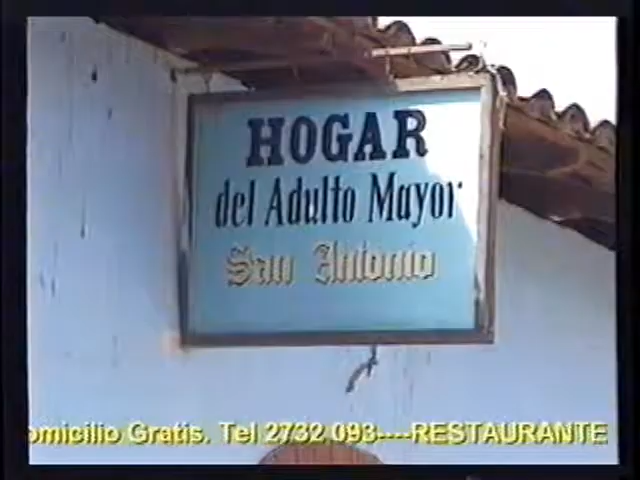 HOGAR
del Adulto Mayor
San Antonio
omicilio Gratis. Tel 2732 093----RESTAURANTE